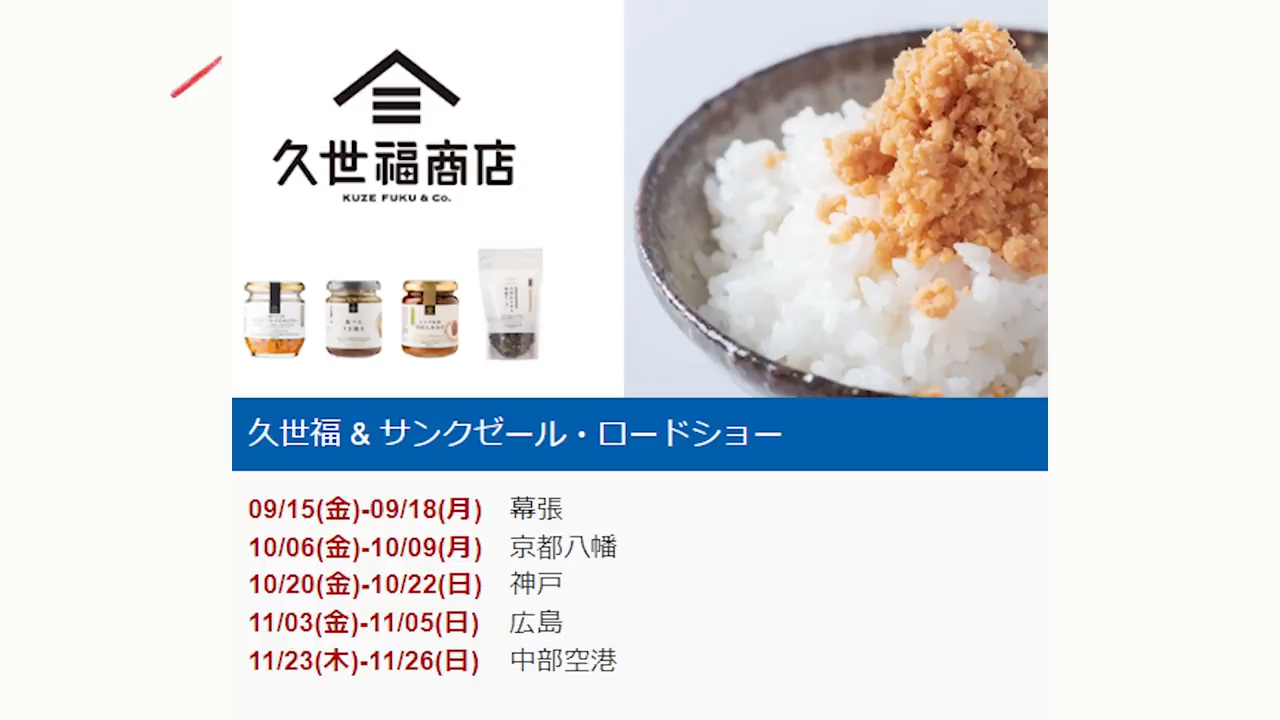 久世福商店
KUZE FUKU & Co.
久世福 & サンクゼール・ロードショー
09/15(金)-09/18(月) 幕張
10/06(金)-10/09(月) 京都八幡
10/20(金)-10/22(日) 神戸
11/03(金)-11/05(日) 広島
11/23(木)-11/26(日) 中部空港